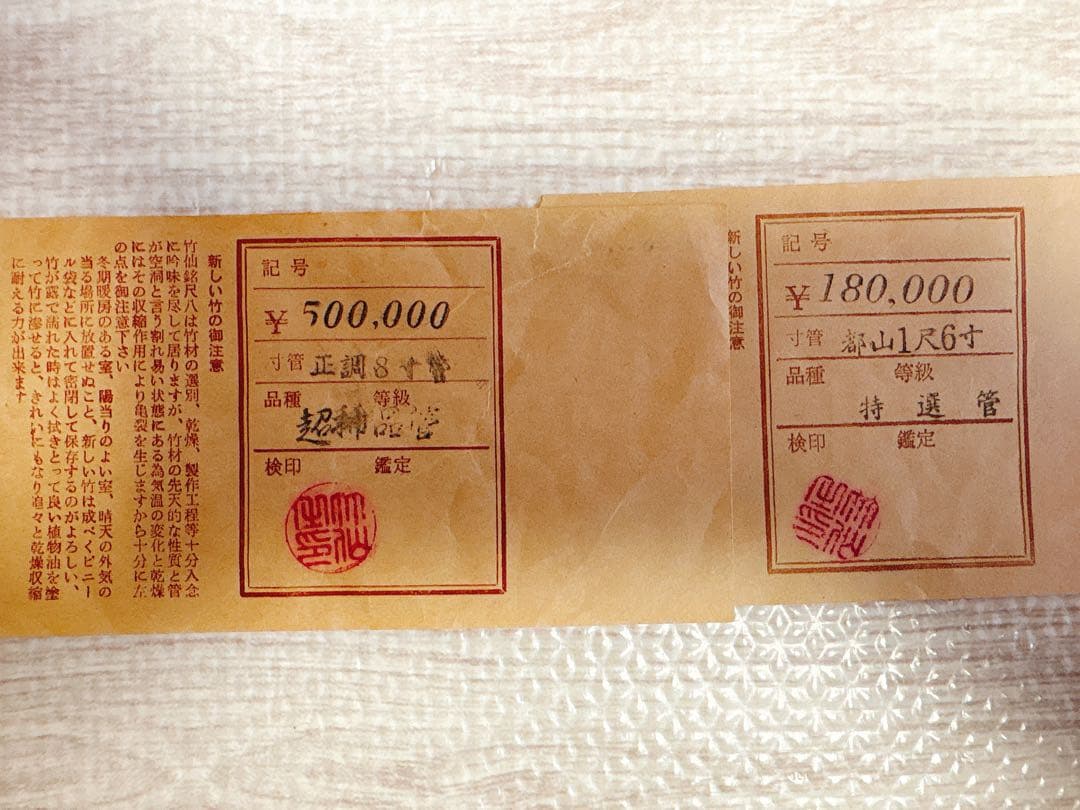 新しい竹の御注意
竹仙銘尺八は竹材の選別、乾燥、製作工程等十分入念
に吟味を尽して居りますが、竹材の先天的な性質と管
が空洞と言う割れ易い状態にある為気温の変化と乾燥
にはその収縮作用により亀裂を生じますから十分に左
の点を御注意下さい
冬期暖房のある室、陽当りのよい室、晴天の外気の
当る場所に放置せぬこと、新しい竹は成べくビニー
ル袋などに入れて密閉して保存するのがよろしい、
竹が露で濡れた時はよく拭きとって良い植物油を塗
って竹に滲せると、きれいにもなり追々と乾燥収縮
に耐える力が出来ます
記号
¥500,000
寸管 正調8寸管
品種 等級
超稀品管
検印 鑑定
新しい竹の御注意
記号
¥180,000
寸管 都山1尺6寸
品種 等級
特選管
検印 鑑定